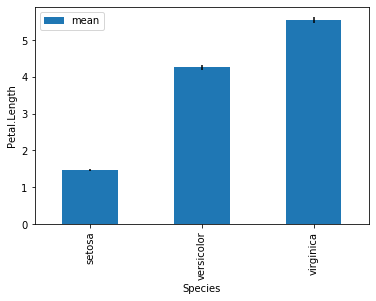 mean
Petal.Length
5
4
3
2
1
0
setosa
versicolor
virginica
Species